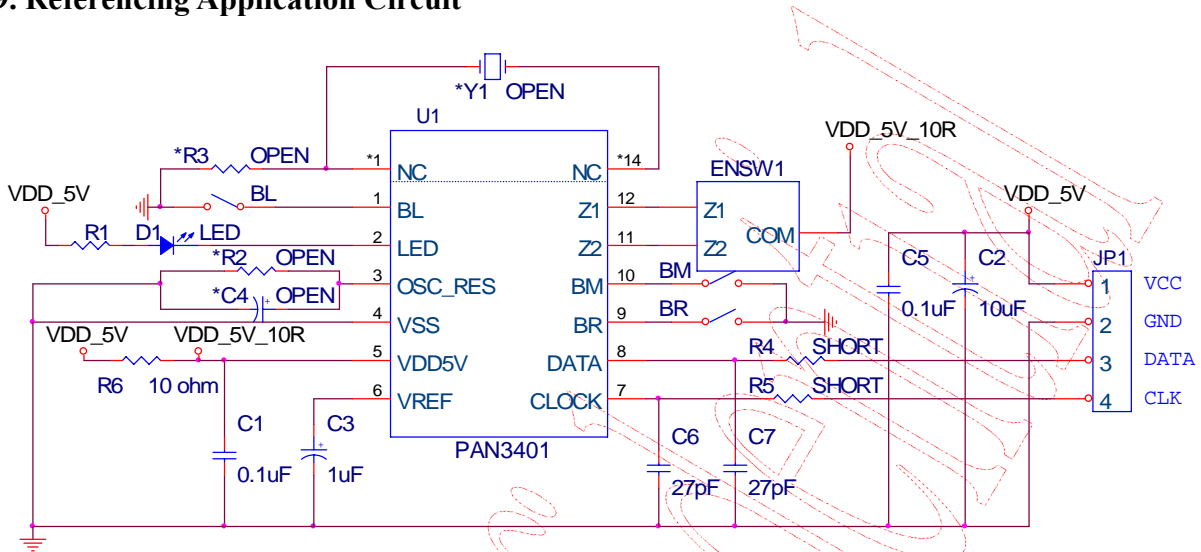 . Referencing Application Circuit
*Y1 OPEN
U1
*R3 OPEN
*1 NC
NC *14
VDD_5V_10R
ENSW1
VDD_5V
BL
1 BL
Z1 12
Z1
VDD_5V
R1
D1
LED
2 LED
Z2 11
Z2
COM
*R2 OPEN
C5
C2
JP1
3 OSC_RES
BM 10
BM
1
VCC
*C4 OPEN
+
0.1uF
+
10uF
4 VSS
BR 9
BR
2
GND
VDD_5V
VDD_5V_10R
R4 SHORT
R6
10 ohm
5 VDD5V
DATA 8
3
DATA
R5 SHORT
6 VREF
CLOCK 7
4
CLK
C1
0.1uF
C3
+
1uF
PAN3401
C6
27pF
C7
27pF